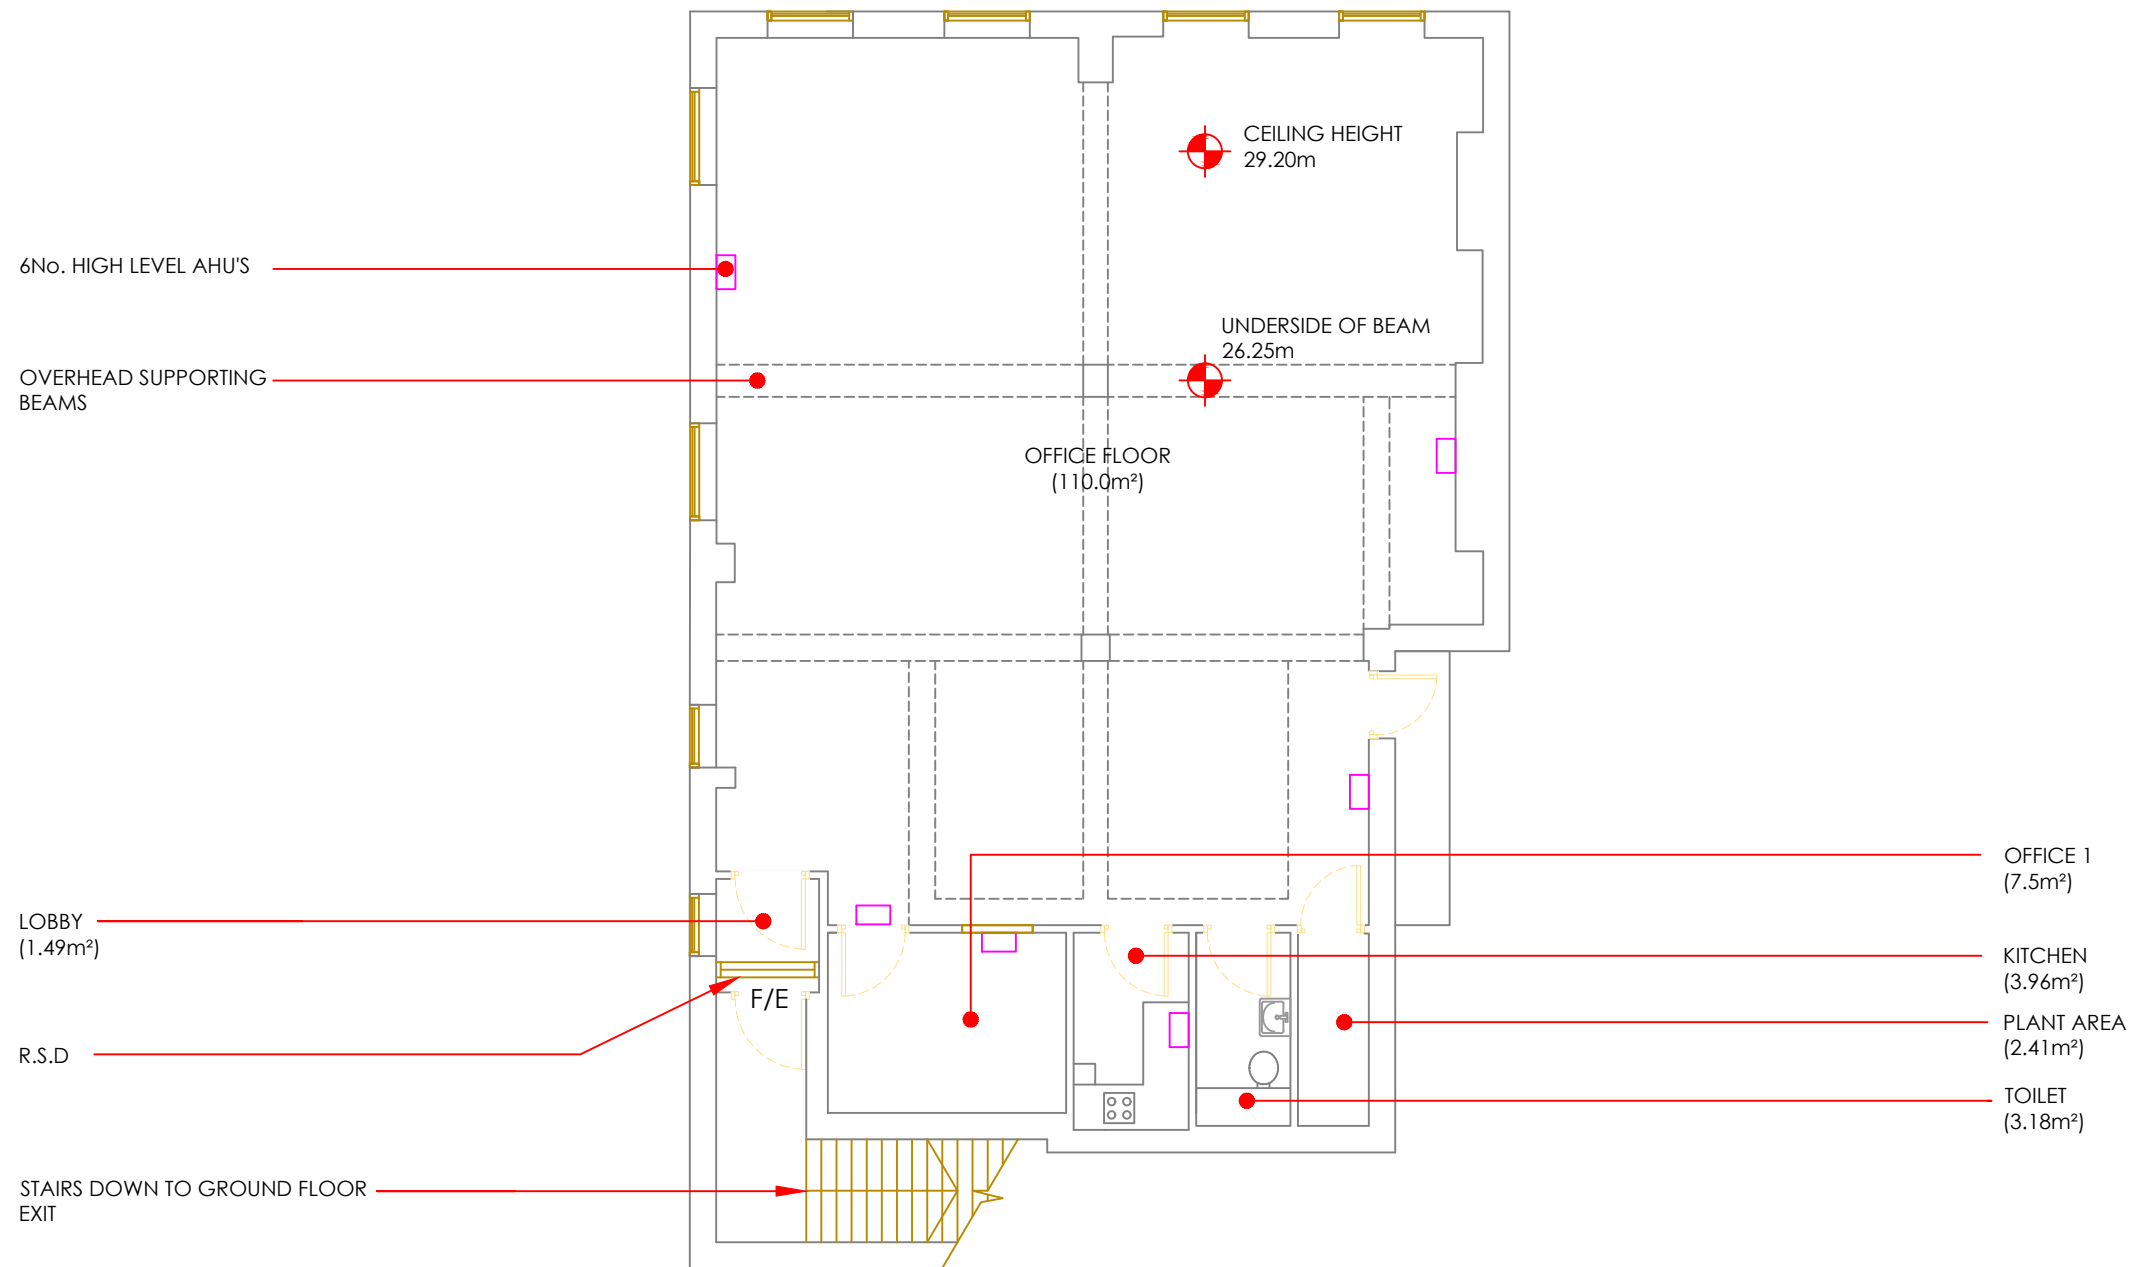 CEILING HEIGHT
29.20m
6No. HIGH LEVEL AHU'S
UNDERSIDE OF BEAM
26.25m
OVERHEAD SUPPORTING
BEAMS
OFFICE FLOOR
(110.0m²)
OFFICE 1
(7.5m²)
LOBBY
(1.49m²)
KITCHEN
(3.96m²)
F/E
PLANT AREA
(2.41m²)
R.S.D
TOILET
(3.18m²)
STAIRS DOWN TO GROUND FLOOR
EXIT